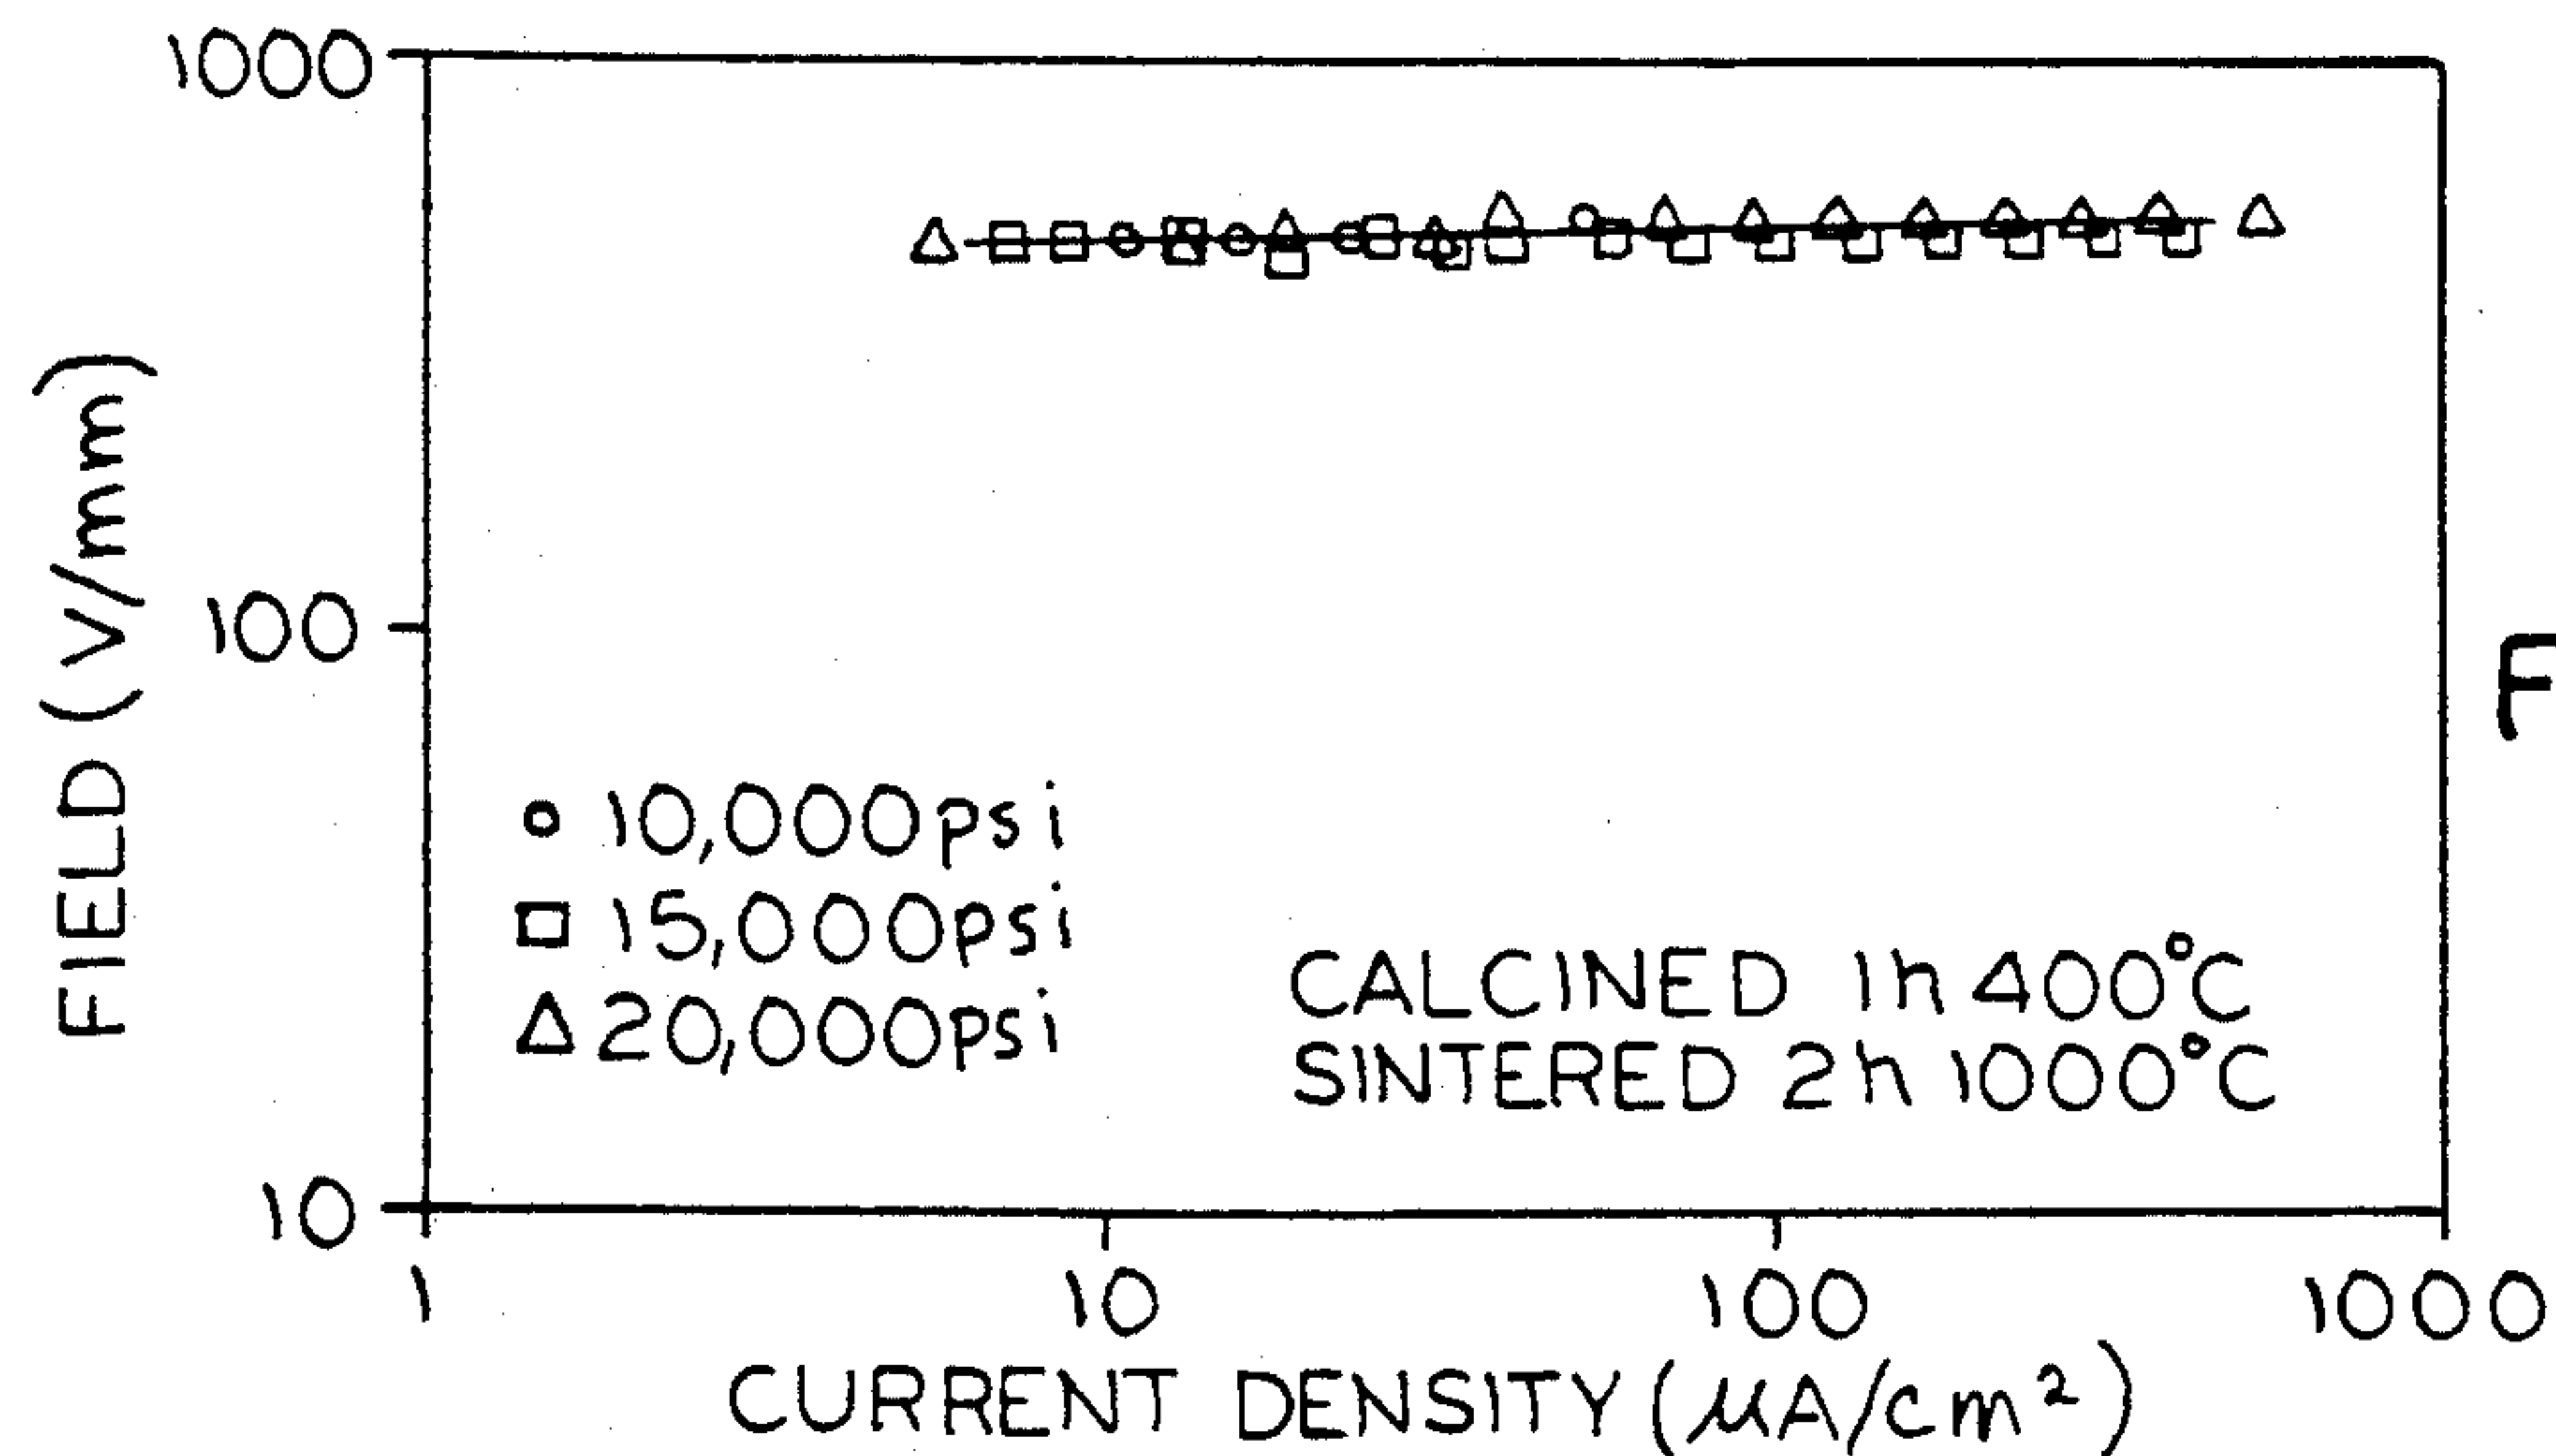 1000
100
10
FIELD (V/mm)
○ 10,000psi
□ 15,000psi
△ 20,000psi
CALCINED 1h 400°C
SINTERED 2h 1000°C
1 10 100 1000
CURRENT DENSITY (μA/cm²)
F